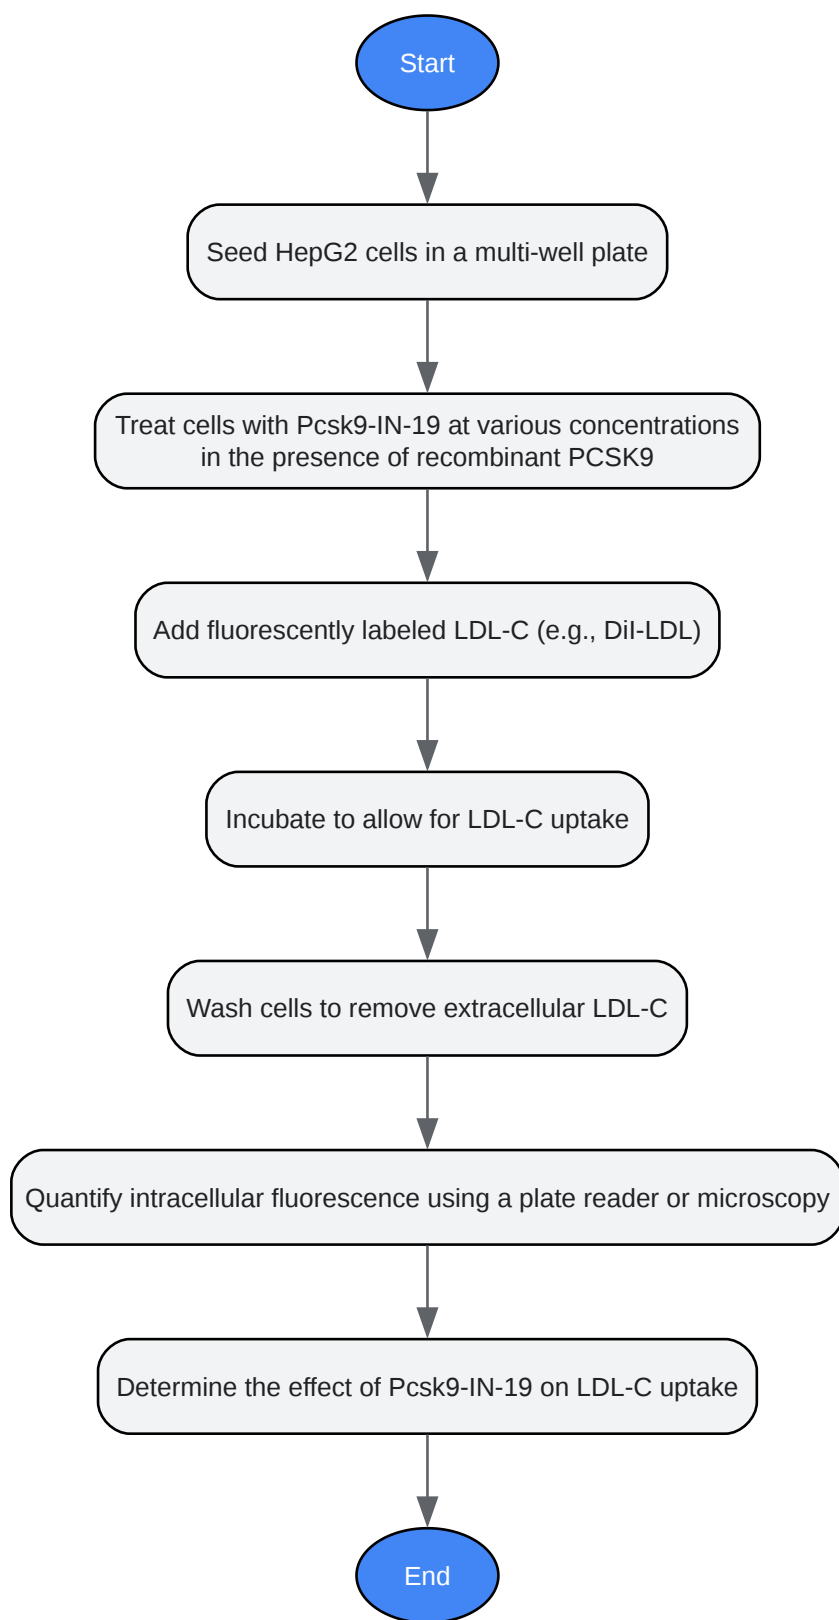 Start
Seed HepG2 cells in a multi-well plate
Treat cells with Pcsk9-IN-19 at various concentrations
in the presence of recombinant PCSK9
Add fluorescently labeled LDL-C (e.g., DiI-LDL)
Incubate to allow for LDL-C uptake
Wash cells to remove extracellular LDL-C
Quantify intracellular fluorescence using a plate reader or microscopy
Determine the effect of Pcsk9-IN-19 on LDL-C uptake
End